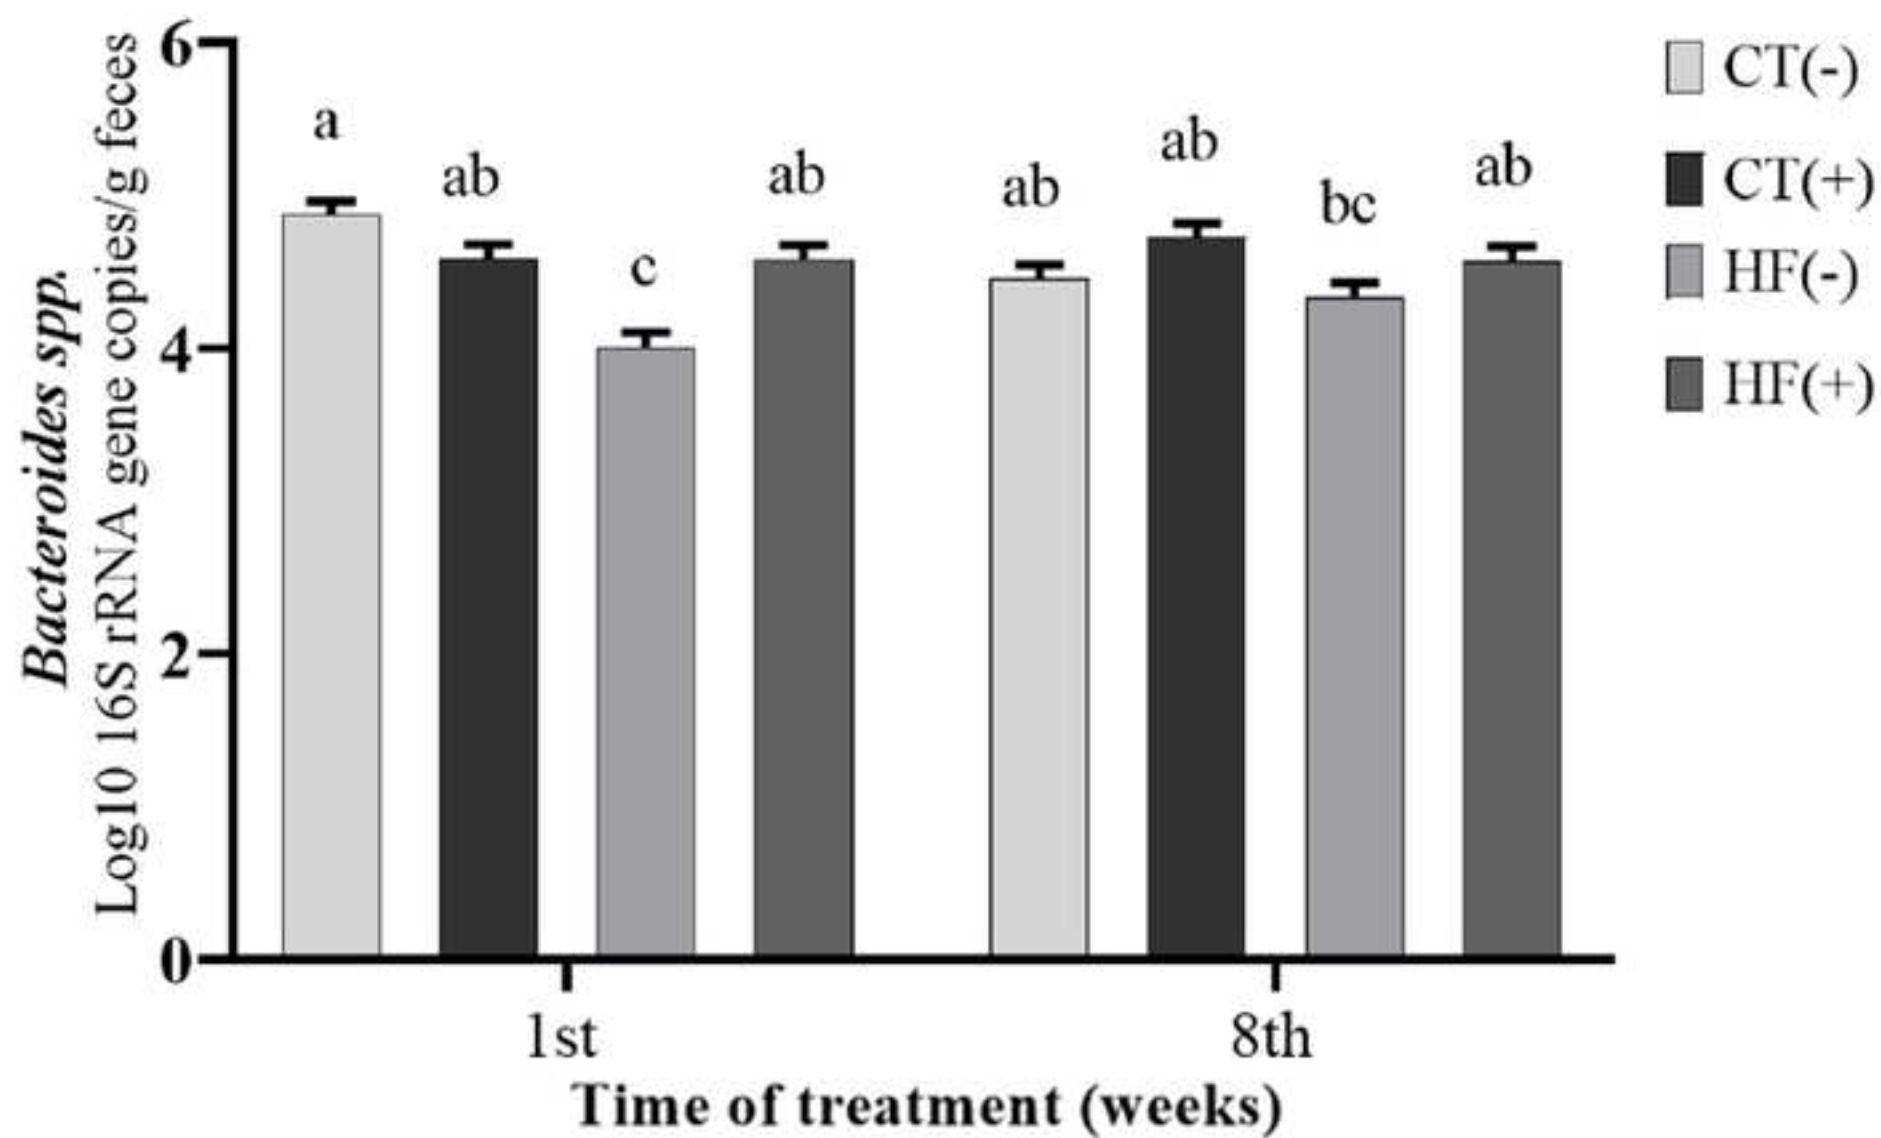 Bacteroides spp.
Log10 16S rRNA gene copies/g feces
6
4
2
0
a
ab
c
ab
ab
ab
bc
ab
1st
8th
Time of treatment (weeks)
CT(-)
CT(+)
HF(-)
HF(+)